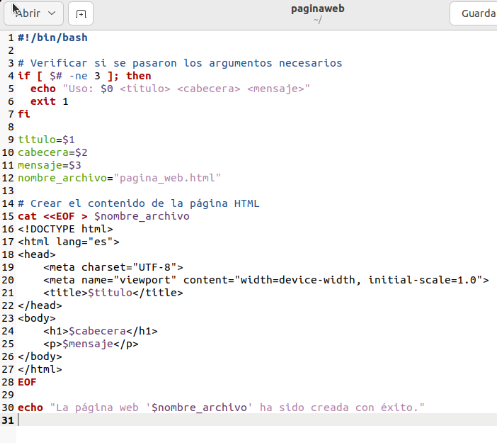 Abrir
paginaweb
~/
Guarda
1 #!/bin/bash
2
3 # Verificar si se pasaron los argumentos necesarios
4 if [ $# -ne 3 ]; then
5   echo "Uso: $0 <titulo> <cabecera> <mensaje>"
6   exit 1
7 fi
8
9 titulo=$1
10 cabecera=$2
11 mensaje=$3
12 nombre_archivo="pagina_web.html"
13
14 # Crear el contenido de la página HTML
15 cat <<EOF > $nombre_archivo
16 <!DOCTYPE html>
17 <html lang="es">
18 <head>
19     <meta charset="UTF-8">
20     <meta name="viewport" content="width=device-width, initial-scale=1.0">
21     <title>$titulo</title>
22 </head>
23 <body>
24     <h1>$cabecera</h1>
25     <p>$mensaje</p>
26 </body>
27 </html>
28 EOF
29
30 echo "La página web '$nombre_archivo' ha sido creada con éxito."
31